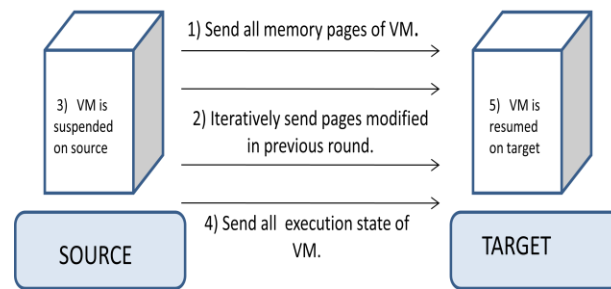 1) Send all memory pages of VM.
3) VM is
suspended
on source
2) Iteratively send pages modified
in previous round.
5) VM is
resumed
on target
4) Send all execution state of
VM.
SOURCE
TARGET